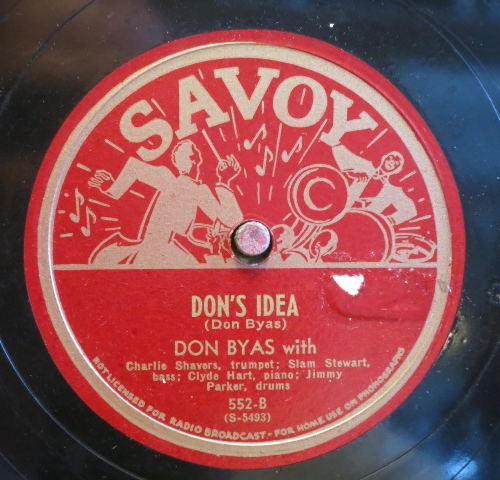 SAVOY
C
DON'S IDEA
(Don Byas)
DON BYAS with
Charlie Shavers, trumpet; Slam Stewart,
bass; Clyde Hart, piano; Jimmy
Parker, drums
552-B
(S-5493)
NOT LICENSED FOR RADIO BROADCAST - FOR HOME USE ON PHONOGRAPHS